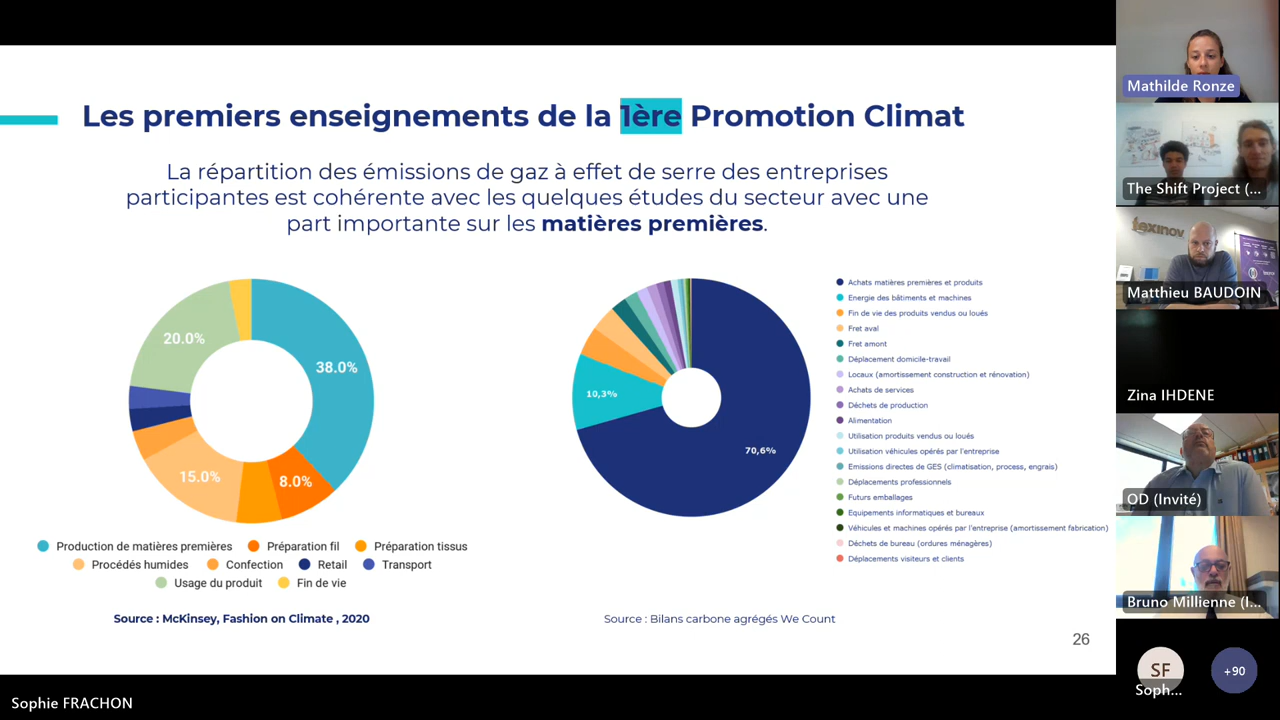 Les premiers enseignements de la 1ère Promotion Climat
La répartition des émissions de gaz à effet de serre des entreprises
participantes est cohérente avec les quelques études du secteur avec une
part importante sur les matières premières.
20.0%
38.0%
15.0%
8.0%
Production de matières premières
Préparation fil
Préparation tissus
Procédés humides
Confection
Retail
Transport
Usage du produit
Fin de vie
Source : McKinsey, Fashion on Climate , 2020
10,3%
70,6%
Achats matières premières et produits
Energie des bâtiments et machines
Fin de vie des produits vendus ou loués
Fret aval
Fret amont
Déplacement domicile-travail
Locaux (amortissement construction et rénovation)
Achats de services
Déchets de production
Alimentation
Utilisation produits vendus ou loués
Utilisation véhicules opérés par l'entreprise
Emissions directes de GES (climatisation, process, engrais)
Déplacements professionnels
Futurs emballages
Equipements informatiques et bureaux
Véhicules et machines opérés par l'entreprise (amortissement fabrication)
Déchets de bureau (ordures ménagères)
Déplacements visiteurs et clients
Source : Bilans carbone agrégés We Count
26
Mathilde Ronze
The Shift Project (...
texinov
Matthieu BAUDOIN
Zina IHDENE
OD (Invité)
Bruno Millienne (I...
SF
Soph...
+90
Sophie FRACHON